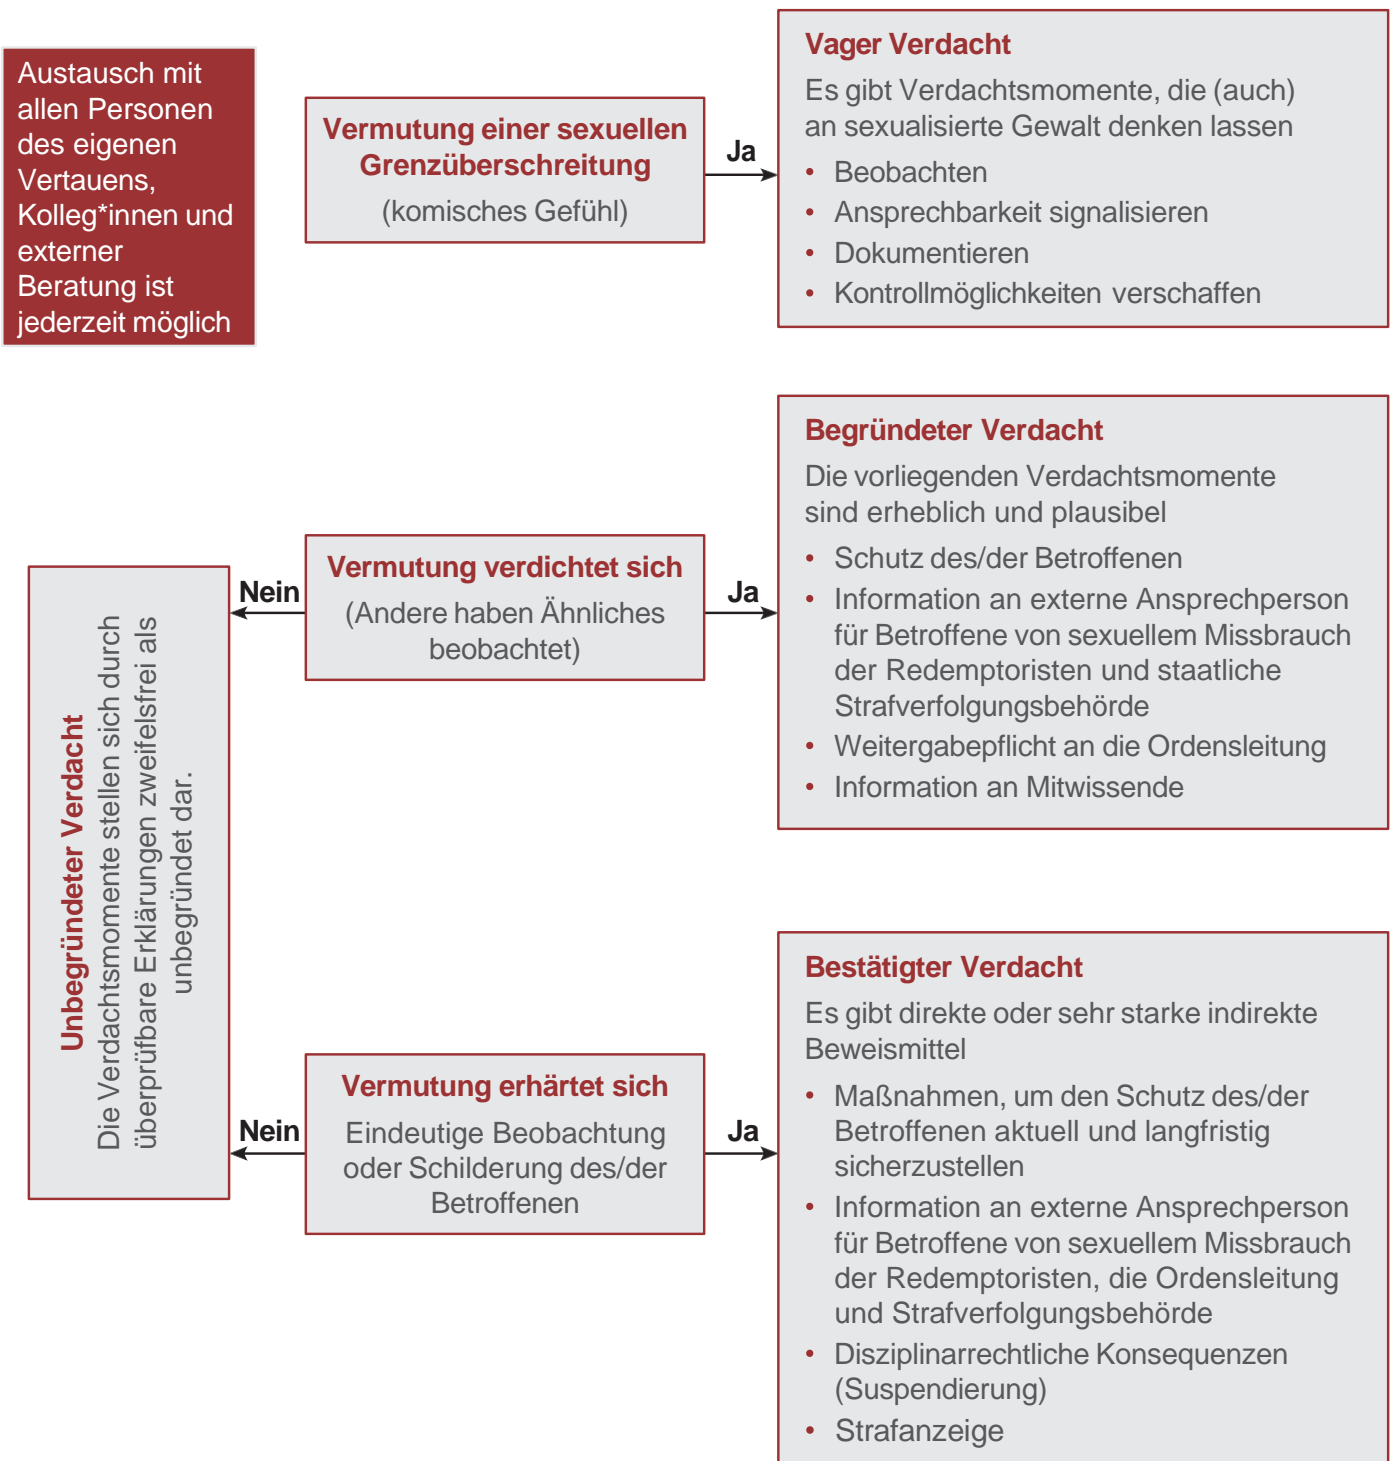 Austausch mit
allen Personen
des eigenen
Vertauens,
Kolleg*innen und
externer
Beratung ist
jederzeit möglich
Vermutung einer sexuellen
Grenzüberschreitung
(komisches Gefühl)
Ja
Vager Verdacht
Es gibt Verdachtsmomente, die (auch)
an sexualisierte Gewalt denken lassen
• Beobachten
• Ansprechbarkeit signalisieren
• Dokumentieren
• Kontrollmöglichkeiten verschaffen
Unbegründeter Verdacht
Die Verdachtsmomente stellen sich durch
überprüfbare Erklärungen zweifelsfrei als
unbegründet dar.
Nein
Vermutung verdichtet sich
(Andere haben Ähnliches
beobachtet)
Ja
Begründeter Verdacht
Die vorliegenden Verdachtsmomente
sind erheblich und plausibel
• Schutz des/der Betroffenen
• Information an externe Ansprechperson
für Betroffene von sexuellem Missbrauch
der Redemptoristen und staatliche
Strafverfolgungsbehörde
• Weitergabepflicht an die Ordensleitung
• Information an Mitwissende
Nein
Vermutung erhärtet sich
Eindeutige Beobachtung
oder Schilderung des/der
Betroffenen
Ja
Bestätigter Verdacht
Es gibt direkte oder sehr starke indirekte
Beweismittel
• Maßnahmen, um den Schutz des/der
Betroffenen aktuell und langfristig
sicherzustellen
• Information an externe Ansprechperson
für Betroffene von sexuellem Missbrauch
der Redemptoristen, die Ordensleitung
und Strafverfolgungsbehörde
• Disziplinarrechtliche Konsequenzen
(Suspendierung)
• Strafanzeige